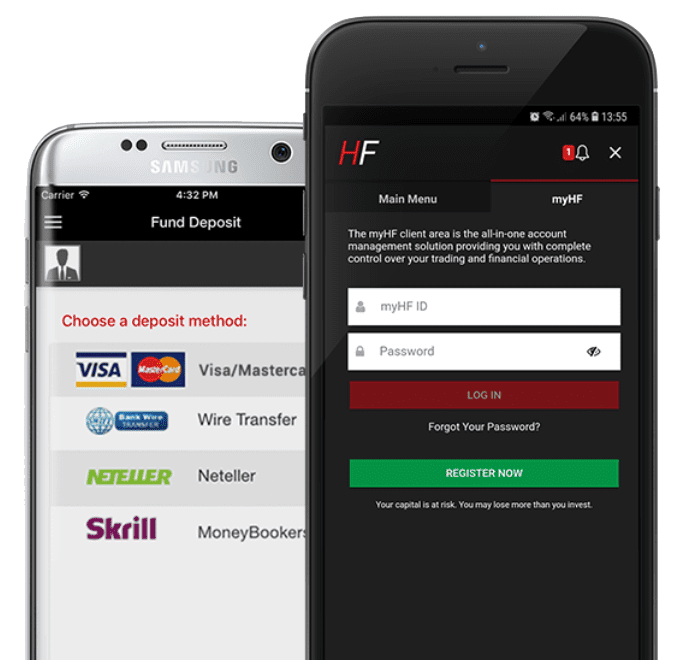 SAMSUNG
Carrier
4:32 PM
Fund Deposit
Choose a deposit method:
VISA
MasterCard
Visa/Masterca
Bank Wire
TRANSFER
Wire Transfer
NETELLER
Neteller
Skrill
MoneyBookers
64%
13:55
HF
1
Main Menu
myHF
The myHF client area is the all-in-one account
management solution providing you with complete
control over your trading and financial operations.
myHF ID
Password
LOG IN
Forgot Your Password?
REGISTER NOW
Your capital is at risk. You may lose more than you invest.